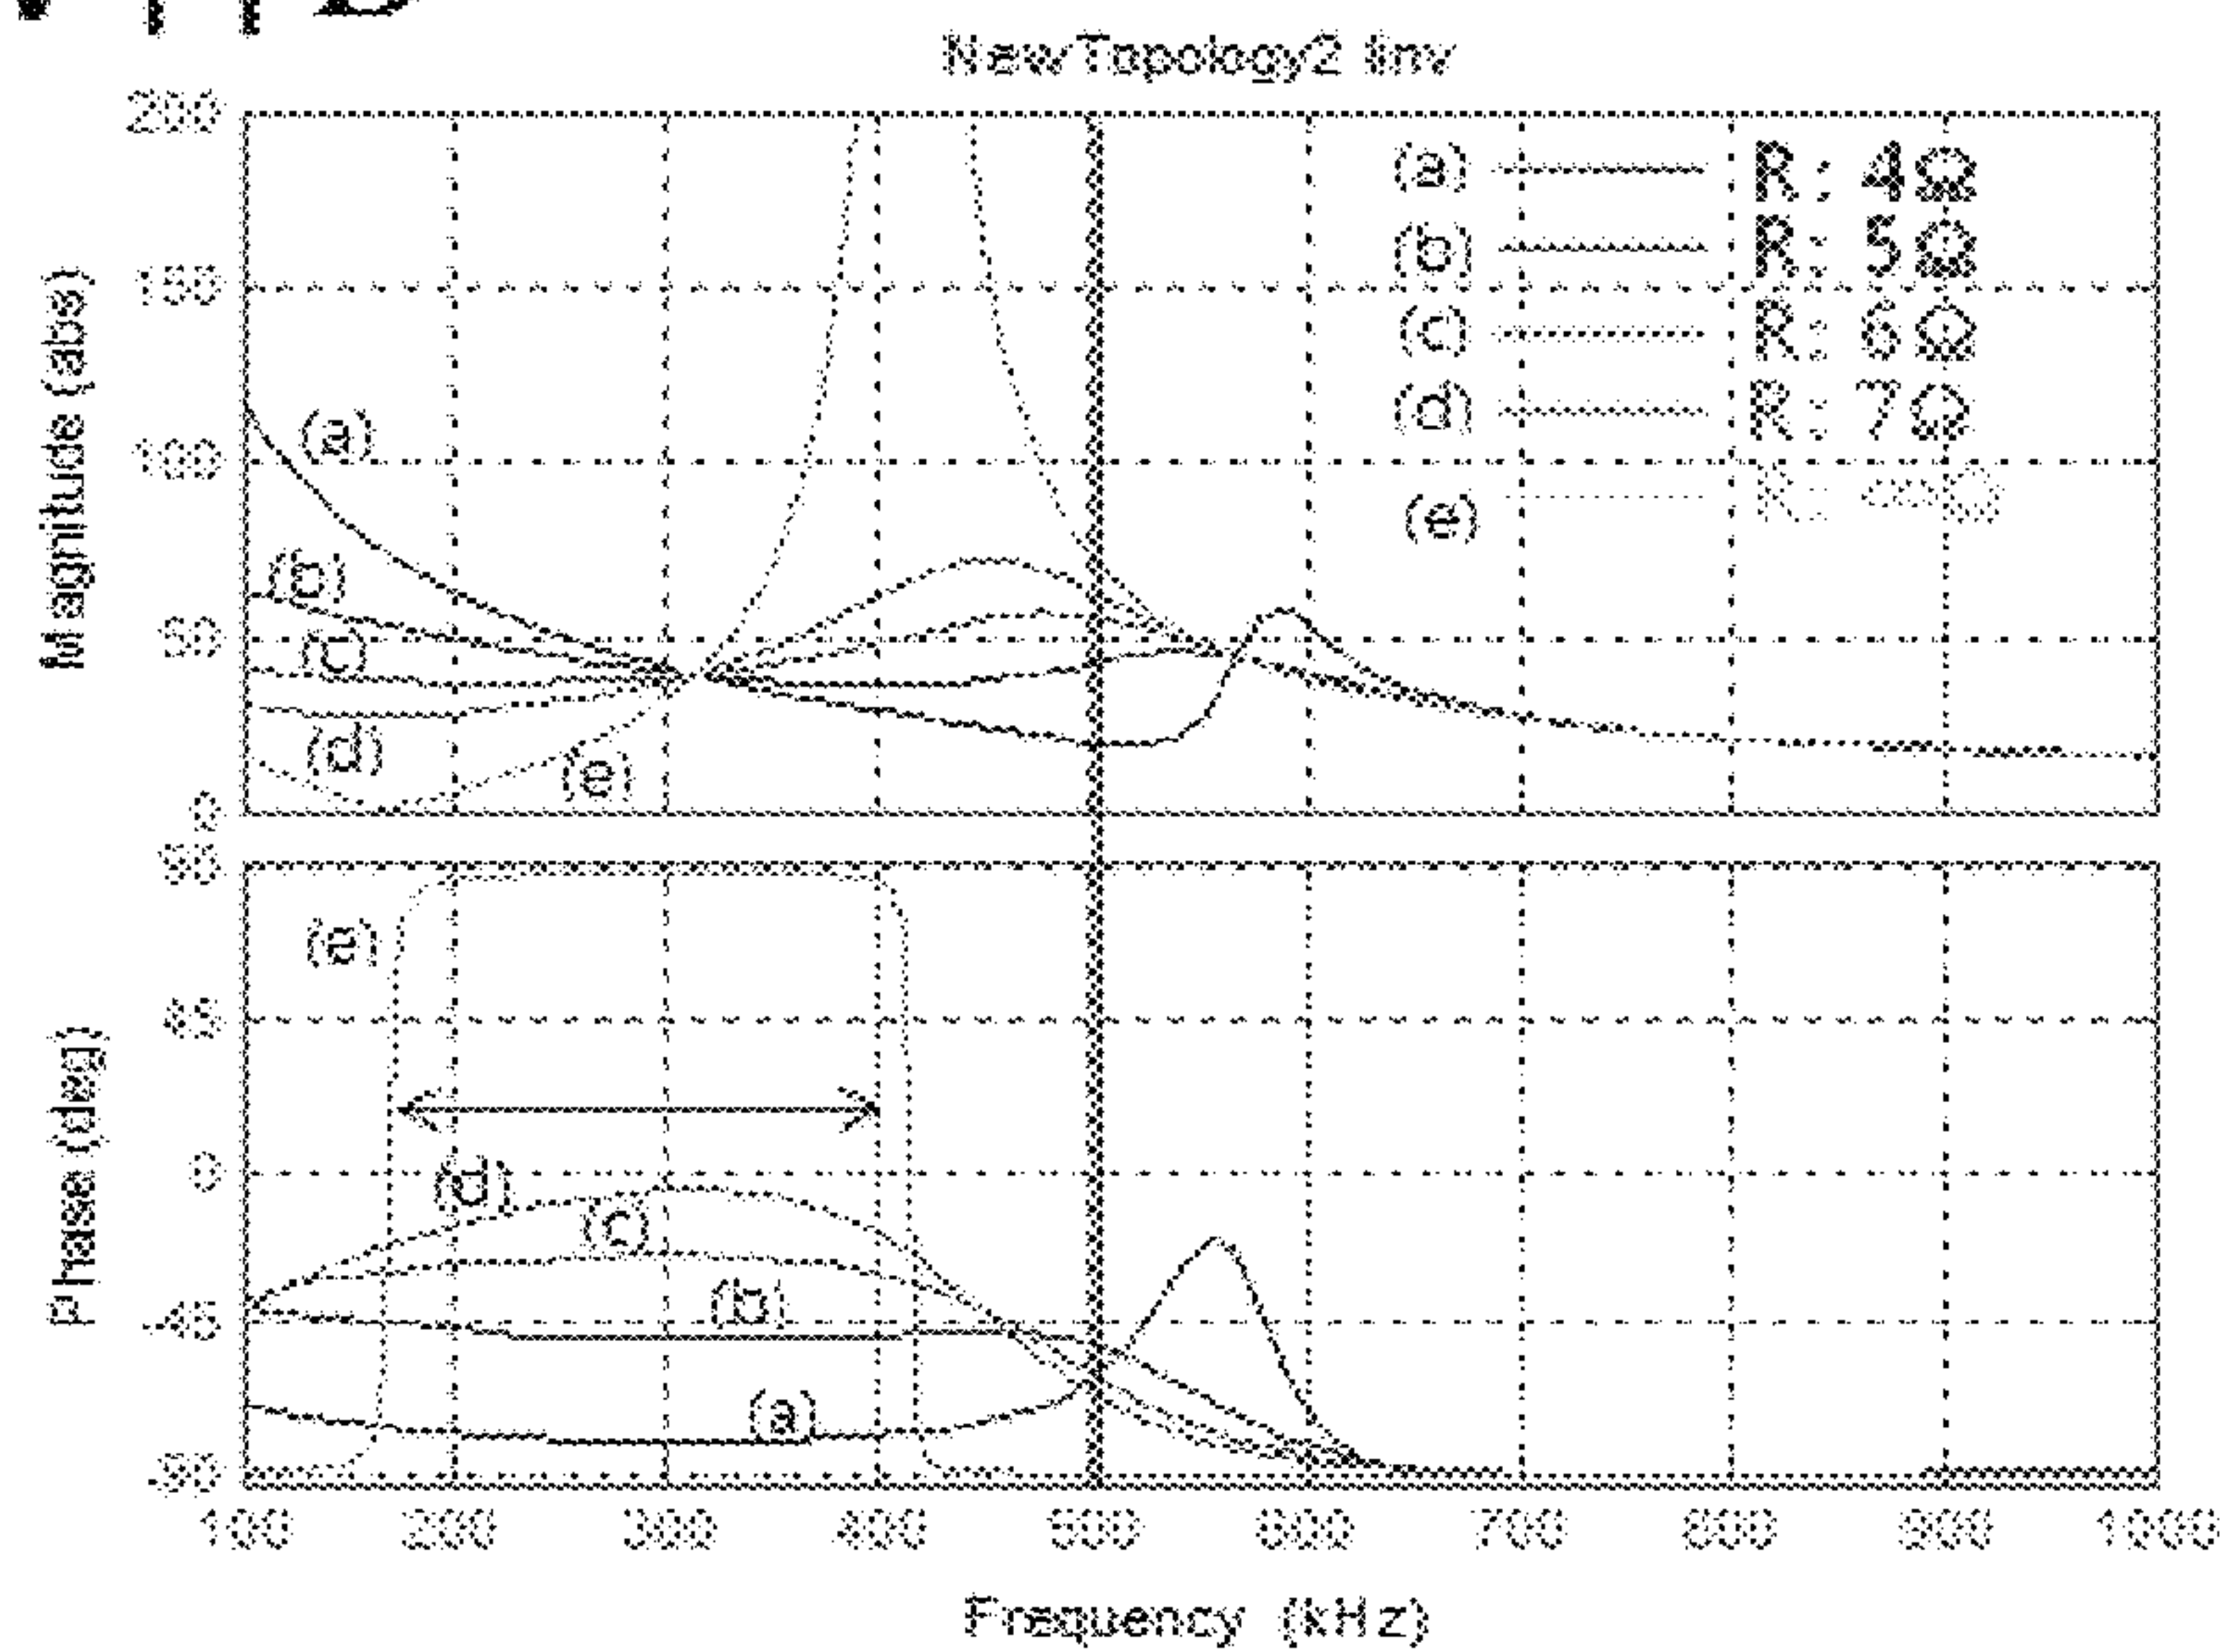 NewTopology2 Iinv
200
150
100
50
0
Magnitude (abs)
(a) R: 4Ω
(b) R: 5Ω
(c) R: 6Ω
(d) R: 7Ω
(e) R: ∞Ω
(a)
(b)
(c)
(d)
(e)
90
45
0
-45
-90
Phase (deg)
(e)
(d)
(c)
(b)
(a)
100 200 300 400 500 600 700 800 900 1000
Frequency (kHz)